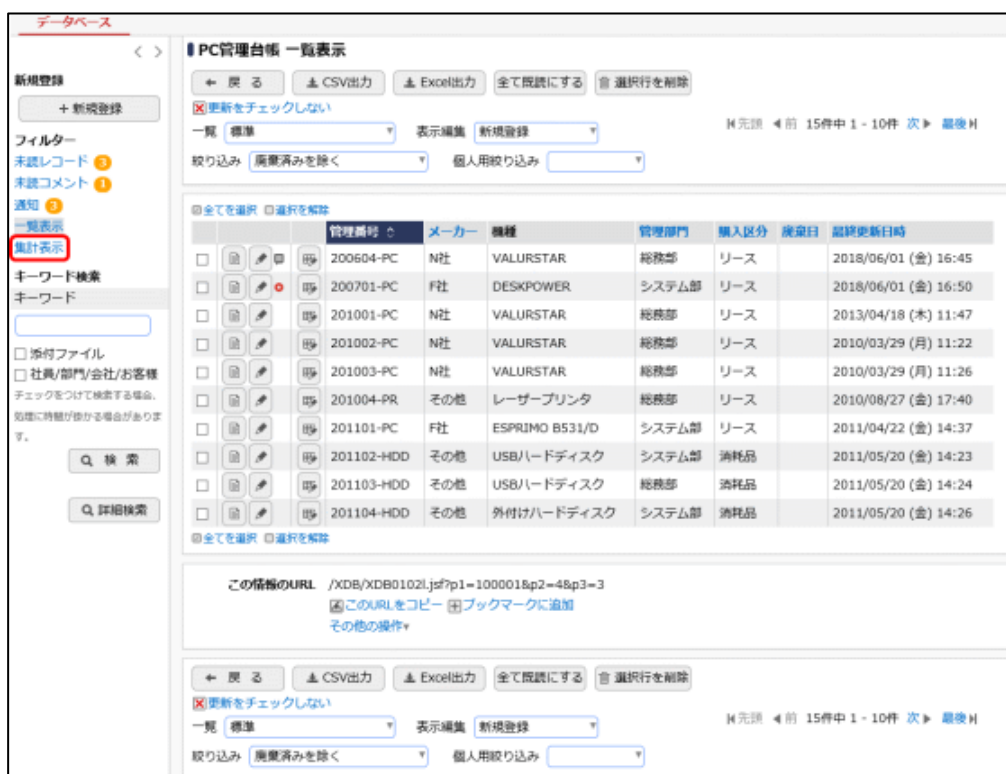 データベース
< >
新規登録
+ 新規登録
フィルター
未読レコード 3
未読コメント 1
通知 3
一覧表示
集計表示
キーワード検索
キーワード
添付ファイル
社員/部門/会社/お客様
チェックをつけて検索する場合、
処理に時間が掛かる場合がありま
す。
検 索
詳細検索
PC管理台帳 一覧表示
← 戻 る CSV出力 Excel出力 全て既読にする 選択行を削除
更新をチェックしない
一覧 標準 表示編集 新規登録 先頭 前 15件中 1 - 10件 次 最後
絞り込み 廃棄済みを除く 個人用絞り込み
全てを選択 選択を解除
管理番号 メーカー 機種 管理部門 購入区分 廃棄日 最終更新日時
200604-PC N社 VALURSTAR 総務部 リース 2018/06/01 (金) 16:45
200701-PC F社 DESKPOWER システム部 リース 2018/06/01 (金) 16:50
201001-PC N社 VALURSTAR 総務部 リース 2013/04/18 (木) 11:47
201002-PC N社 VALURSTAR 総務部 リース 2010/03/29 (月) 11:22
201003-PC N社 VALURSTAR 総務部 リース 2010/03/29 (月) 11:26
201004-PR その他 レーザープリンタ 総務部 リース 2010/08/27 (金) 17:40
201101-PC F社 ESPRIMO B531/D システム部 リース 2011/04/22 (金) 14:37
201102-HDD その他 USBハードディスク システム部 消耗品 2011/05/20 (金) 14:23
201103-HDD その他 USBハードディスク 総務部 消耗品 2011/05/20 (金) 14:24
201104-HDD その他 外付けハードディスク システム部 消耗品 2011/05/20 (金) 14:26
全てを選択 選択を解除
この情報のURL /XDB/XDB0102l.jsf?p1=100001&p2=4&p3=3
このURLをコピー ブックマークに追加
その他の操作▾
← 戻 る CSV出力 Excel出力 全て既読にする 選択行を削除
更新をチェックしない
一覧 標準 表示編集 新規登録 先頭 前 15件中 1 - 10件 次 最後
絞り込み 廃棄済みを除く 個人用絞り込み